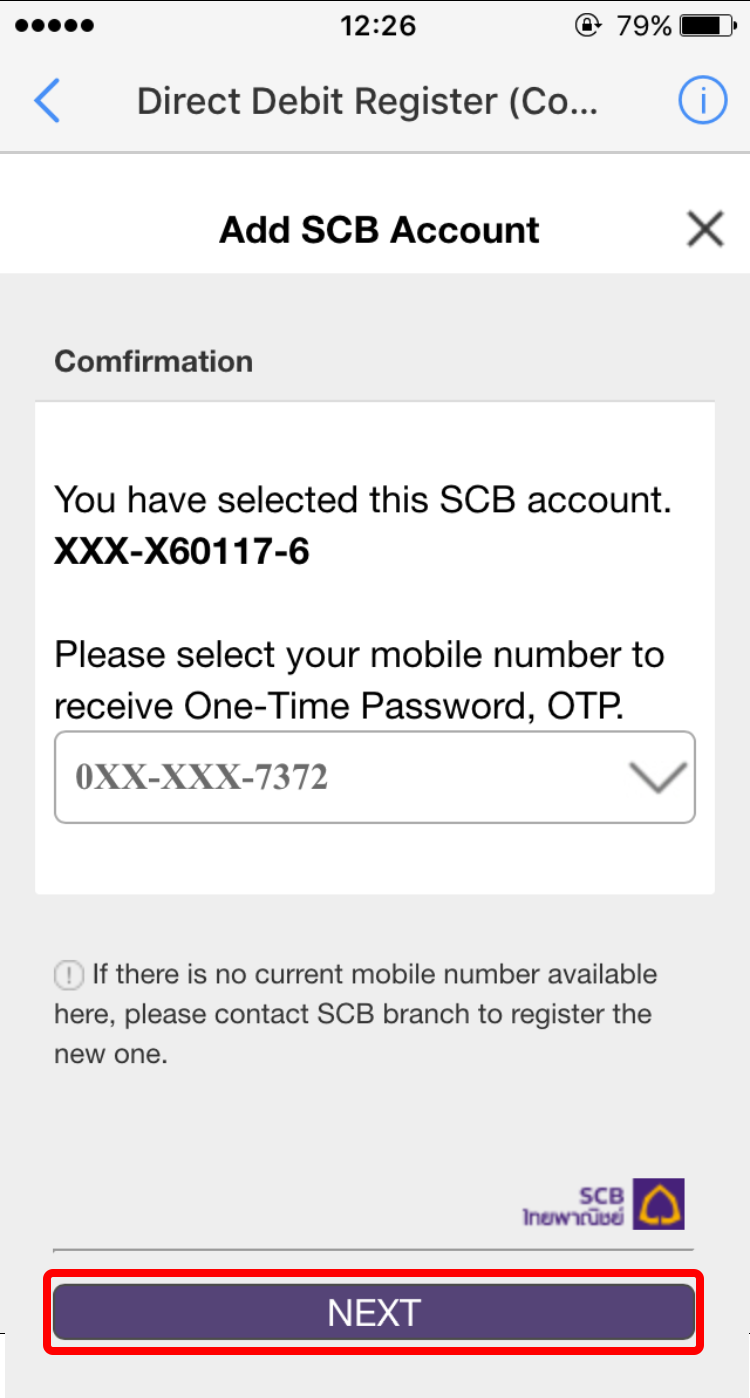 12:26
79%
Direct Debit Register (Co...
Add SCB Account
Comfirmation
You have selected this SCB account.
XXX-X60117-6
Please select your mobile number to
receive One-Time Password, OTP.
0XX-XXX-7372
If there is no current mobile number available
here, please contact SCB branch to register the
new one.
SCB
ไทยพาณิชย์
NEXT